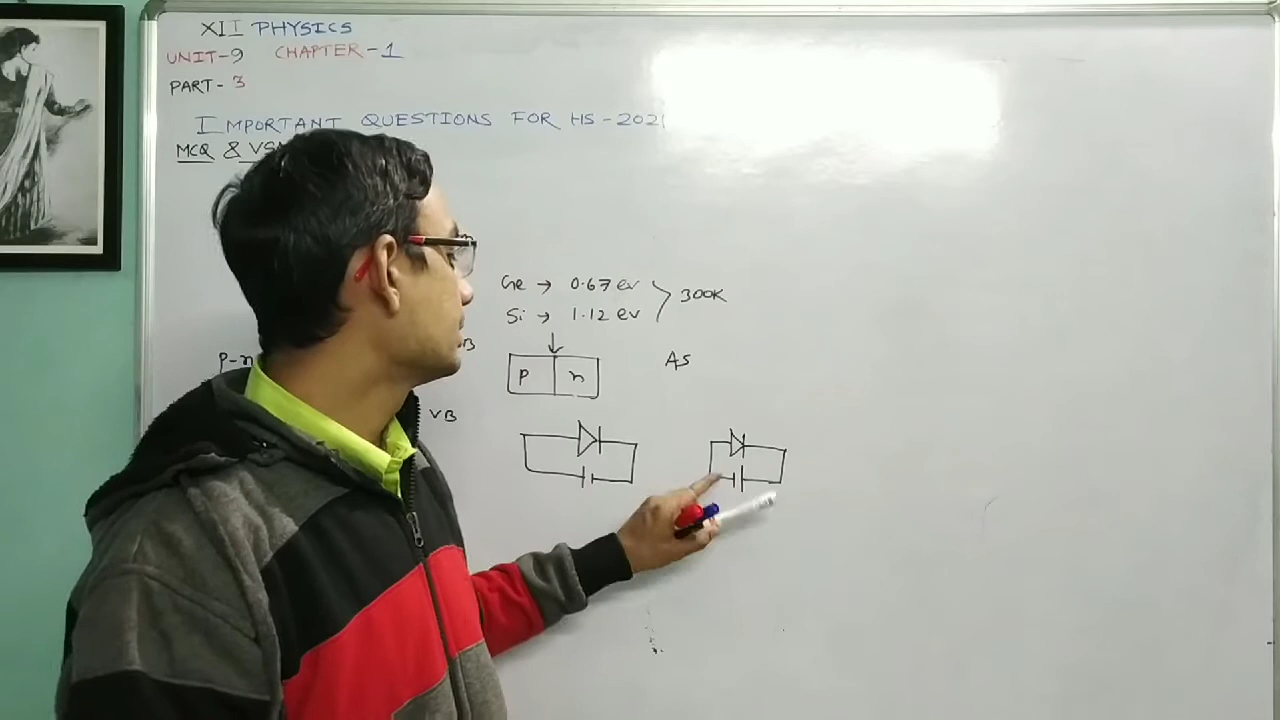 XII PHYSICS
UNIT-9 CHAPTER-1
PART-3
IMPORTANT QUESTIONS FOR HS-2021
MCQ &
Ge → 0.67 ev
Si → 1.12 ev
300K
P-n
P n
As
VB